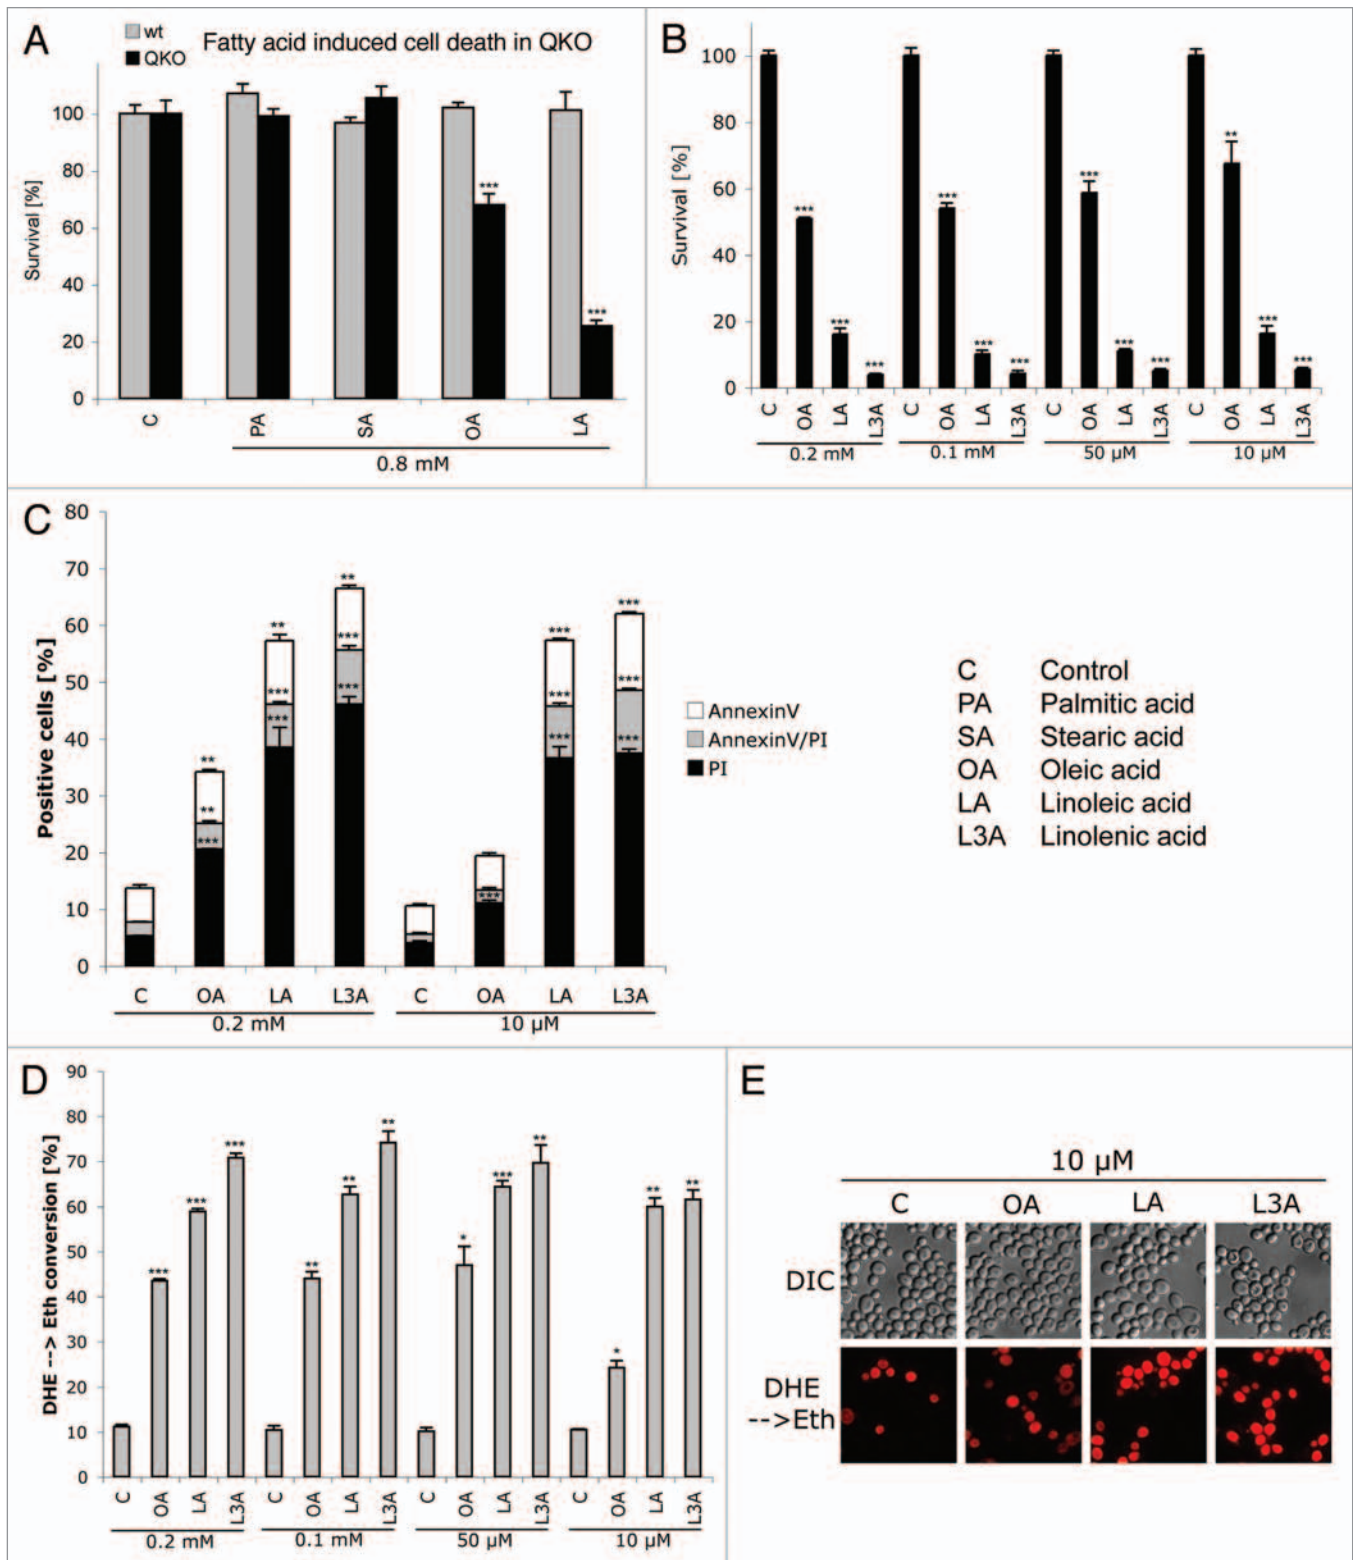 A
wt
QKO
Fatty acid induced cell death in QKO
Survival [%]
100
80
60
40
20
0
***
***
C
PA
SA
OA
LA
0.8 mM
B
Survival [%]
100
80
60
40
20
0
*** *** ***
*** *** ***
*** *** ***
** *** ***
C OA LA L3A C OA LA L3A C OA LA L3A C OA LA L3A
0.2 mM 0.1 mM 50 µM 10 µM
C
Positive cells [%]
80
70
60
50
40
30
20
10
0
** ** ***
** *** ***
** *** ***
***
*** *** ***
*** *** ***
C OA LA L3A C OA LA L3A
0.2 mM 10 µM
AnnexinV
AnnexinV/PI
PI
C Control
PA Palmitic acid
SA Stearic acid
OA Oleic acid
LA Linoleic acid
L3A Linolenic acid
D
DHE --> Eth conversion [%]
90
80
70
60
50
40
30
20
10
0
*** *** ***
** ** **
* *** **
* ** **
C OA LA L3A C OA LA L3A C OA LA L3A C OA LA L3A
0.2 mM 0.1 mM 50 µM 10 µM
E
10 µM
C OA LA L3A
DIC
DHE
-->Eth